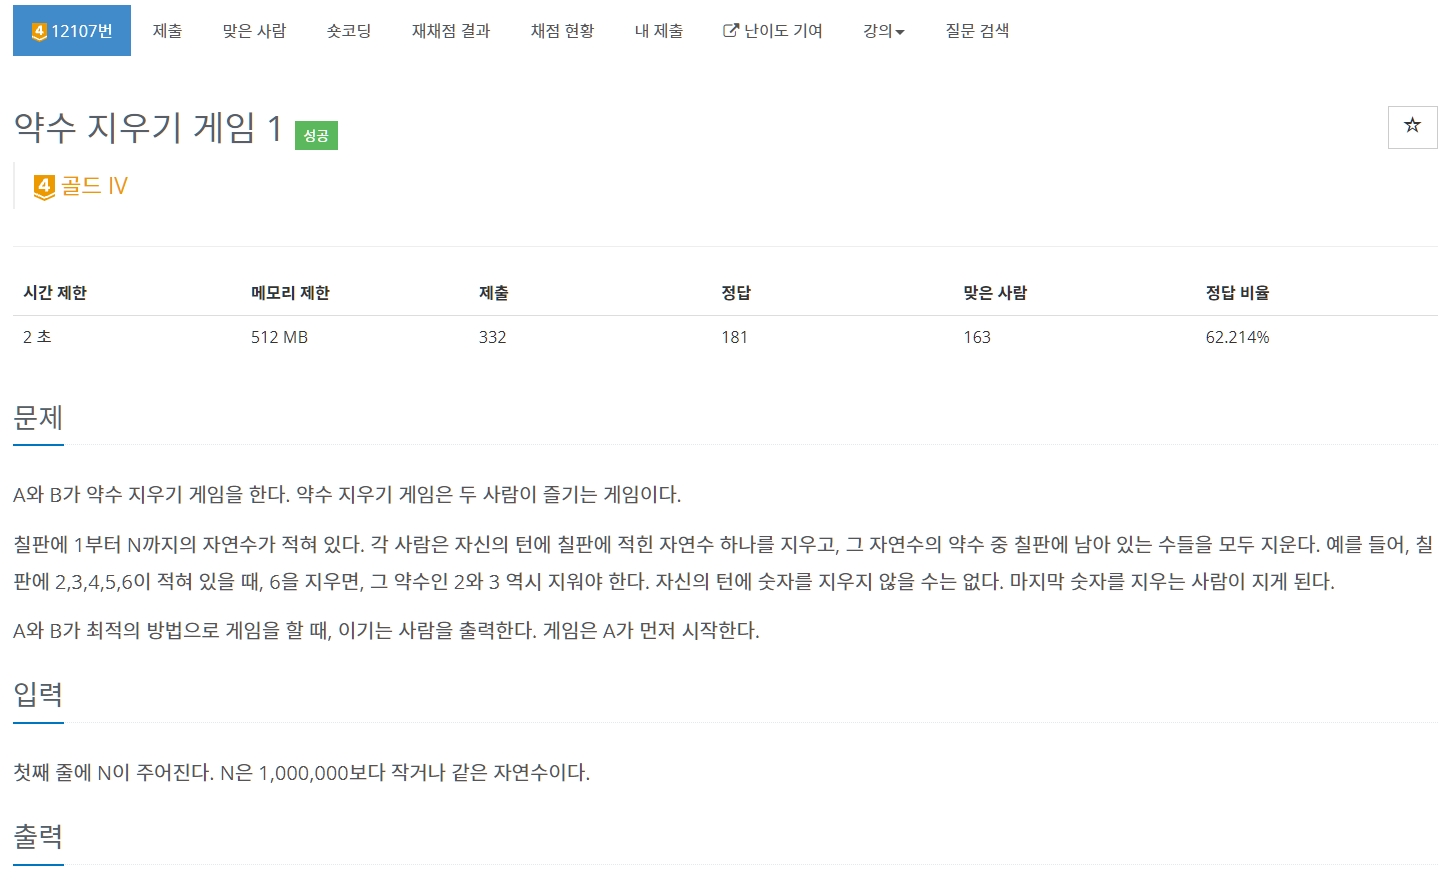 4 12107번 제출 맞은 사람 숏코딩 재채점 결과 채점 현황 내 제출 난이도 기여 강의 질문 검색
약수 지우기 게임 1 성공
4 골드 IV
시간 제한 메모리 제한 제출 정답 맞은 사람 정답 비율
2 초 512 MB 332 181 163 62.214%
문제
A와 B가 약수 지우기 게임을 한다. 약수 지우기 게임은 두 사람이 즐기는 게임이다.
칠판에 1부터 N까지의 자연수가 적혀 있다. 각 사람은 자신의 턴에 칠판에 적힌 자연수 하나를 지우고, 그 자연수의 약수 중 칠판에 남아 있는 수들을 모두 지운다. 예를 들어, 칠
판에 2,3,4,5,6이 적혀 있을 때, 6을 지우면, 그 약수인 2와 3 역시 지워야 한다. 자신의 턴에 숫자를 지우지 않을 수는 없다. 마지막 숫자를 지우는 사람이 지게 된다.
A와 B가 최적의 방법으로 게임을 할 때, 이기는 사람을 출력한다. 게임은 A가 먼저 시작한다.
입력
첫째 줄에 N이 주어진다. N은 1,000,000보다 작거나 같은 자연수이다.
출력